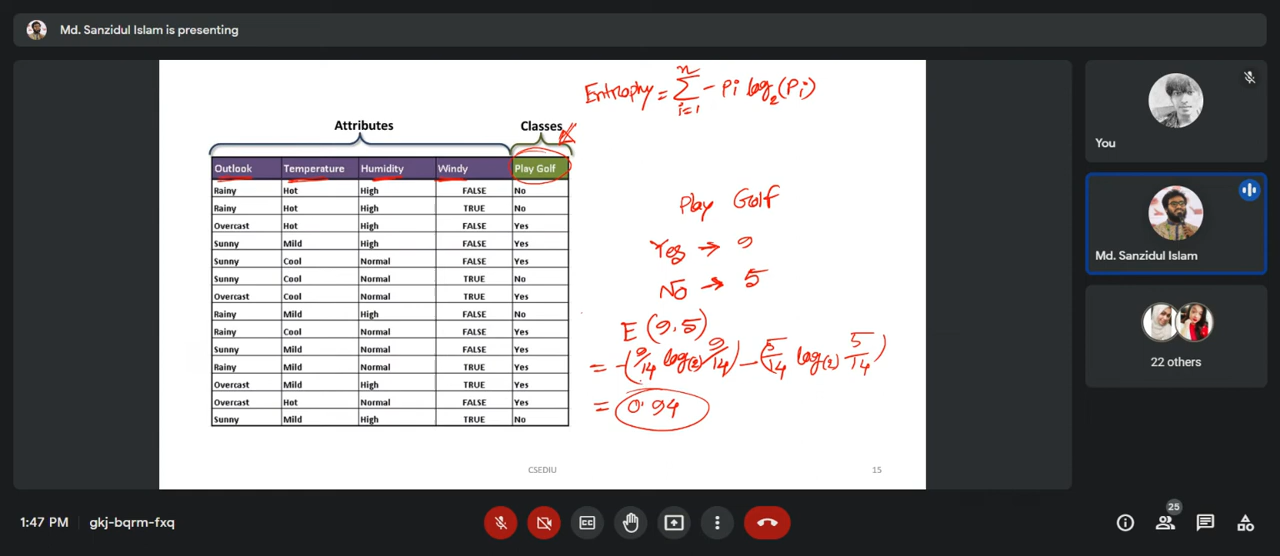 Md. Sanzidul Islam is presenting
Entrophy = n Σ i=1 - Pi log2(Pi)
Attributes Classes
Outlook Temperature Humidity Windy Play Golf
Rainy Hot High FALSE No
Rainy Hot High TRUE No
Overcast Hot High FALSE Yes
Sunny Mild High FALSE Yes
Sunny Cool Normal FALSE Yes
Sunny Cool Normal TRUE No
Overcast Cool Normal TRUE Yes
Rainy Mild High FALSE No
Rainy Cool Normal FALSE Yes
Sunny Mild Normal FALSE Yes
Rainy Mild Normal TRUE Yes
Overcast Mild High TRUE Yes
Overcast Hot Normal FALSE Yes
Sunny Mild High TRUE No
Play Golf
Yes → 9
No → 5
E (9,5)
= -(9/14 log(2) 9/14) - (5/14 log(2) 5/14)
= 0.94
CSEDIU
15
You
Md. Sanzidul Islam
22 others
1:47 PM
gkj-bqrm-fxq
CC
25